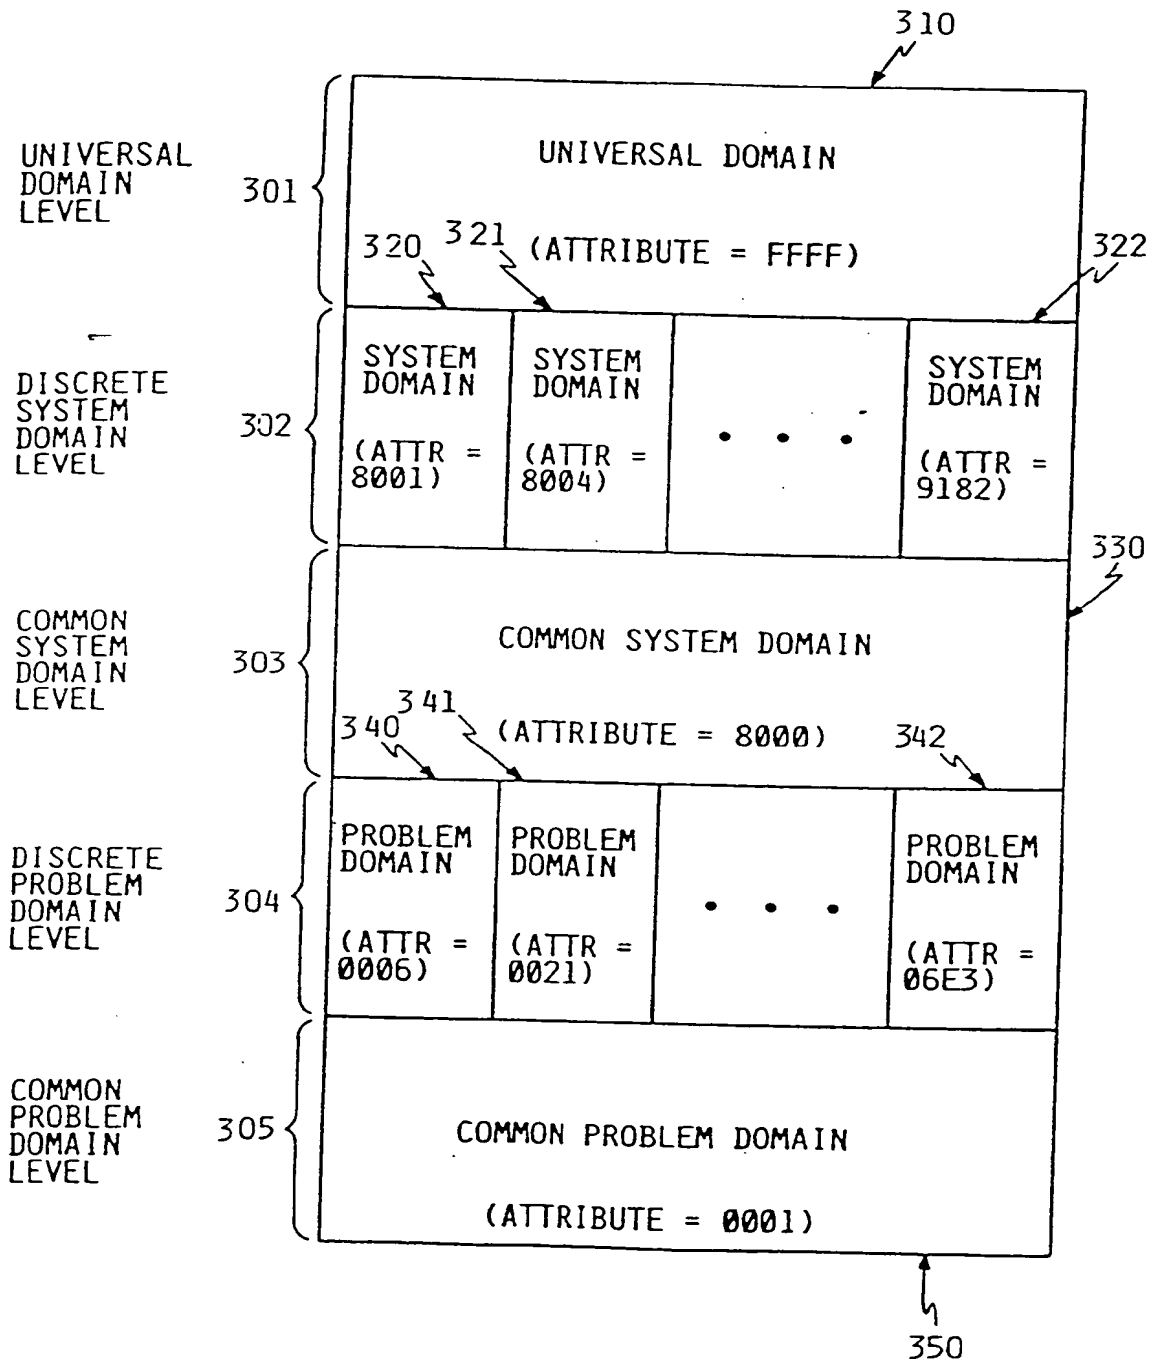 310
UNIVERSAL
DOMAIN
LEVEL
301
UNIVERSAL DOMAIN
(ATTRIBUTE = FFFF)
320
321
322
DISCRETE
SYSTEM
DOMAIN
LEVEL
302
SYSTEM
DOMAIN
(ATTR =
8001)
SYSTEM
DOMAIN
(ATTR =
8004)
• • •
SYSTEM
DOMAIN
(ATTR =
9182)
330
COMMON
SYSTEM
DOMAIN
LEVEL
303
COMMON SYSTEM DOMAIN
(ATTRIBUTE = 8000)
340
341
342
DISCRETE
PROBLEM
DOMAIN
LEVEL
304
PROBLEM
DOMAIN
(ATTR =
0006)
PROBLEM
DOMAIN
(ATTR =
0021)
• • •
PROBLEM
DOMAIN
(ATTR =
06E3)
COMMON
PROBLEM
DOMAIN
LEVEL
305
COMMON PROBLEM DOMAIN
(ATTRIBUTE = 0001)
350